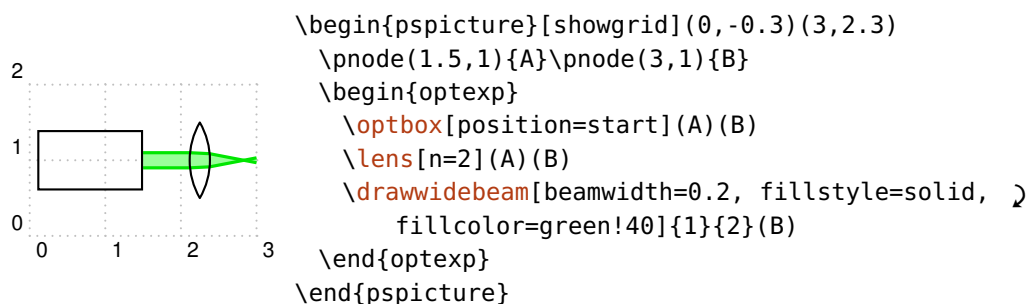 2
1
0
0 1 2 3
\begin{pspicture}[showgrid](0,-0.3)(3,2.3)
  \pnode(1.5,1){A}\pnode(3,1){B}
  \begin{optexp}
    \optbox[position=start](A)(B)
    \lens[n=2](A)(B)
    \drawwidebeam[beamwidth=0.2, fillstyle=solid,
        fillcolor=green!40]{1}{2}(B)
  \end{optexp}
\end{pspicture}